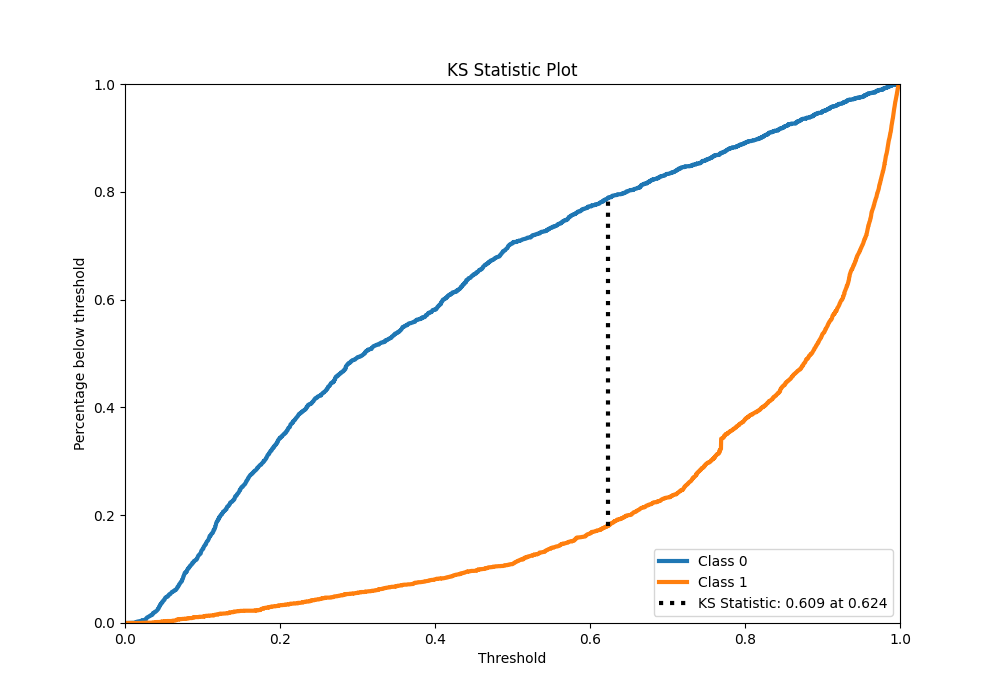 KS Statistic Plot
1.0
0.8
0.6
0.4
0.2
0.0
Percentage below threshold
0.0 0.2 0.4 0.6 0.8 1.0
Threshold
Class 0
Class 1
KS Statistic: 0.609 at 0.624